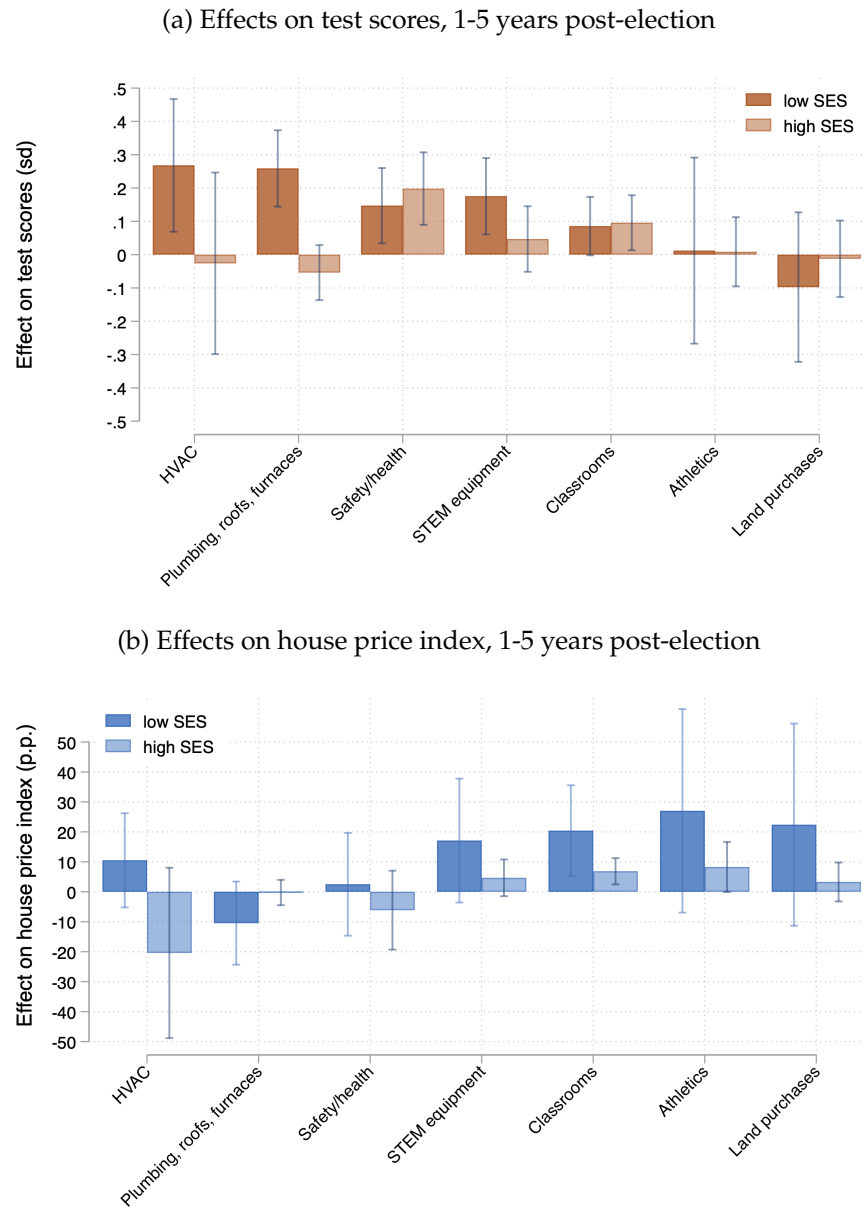 (a) Effects on test scores, 1-5 years post-election
low SES
high SES
Effect on test scores (sd)
.5
.4
.3
.2
.1
0
-.1
-.2
-.3
-.4
-.5
HVAC
Plumbing, roofs, furnaces
Safety/health
STEM equipment
Classrooms
Athletics
Land purchases
(b) Effects on house price index, 1-5 years post-election
low SES
high SES
Effect on house price index (p.p.)
50
40
30
20
10
0
-10
-20
-30
-40
-50
HVAC
Plumbing, roofs, furnaces
Safety/health
STEM equipment
Classrooms
Athletics
Land purchases